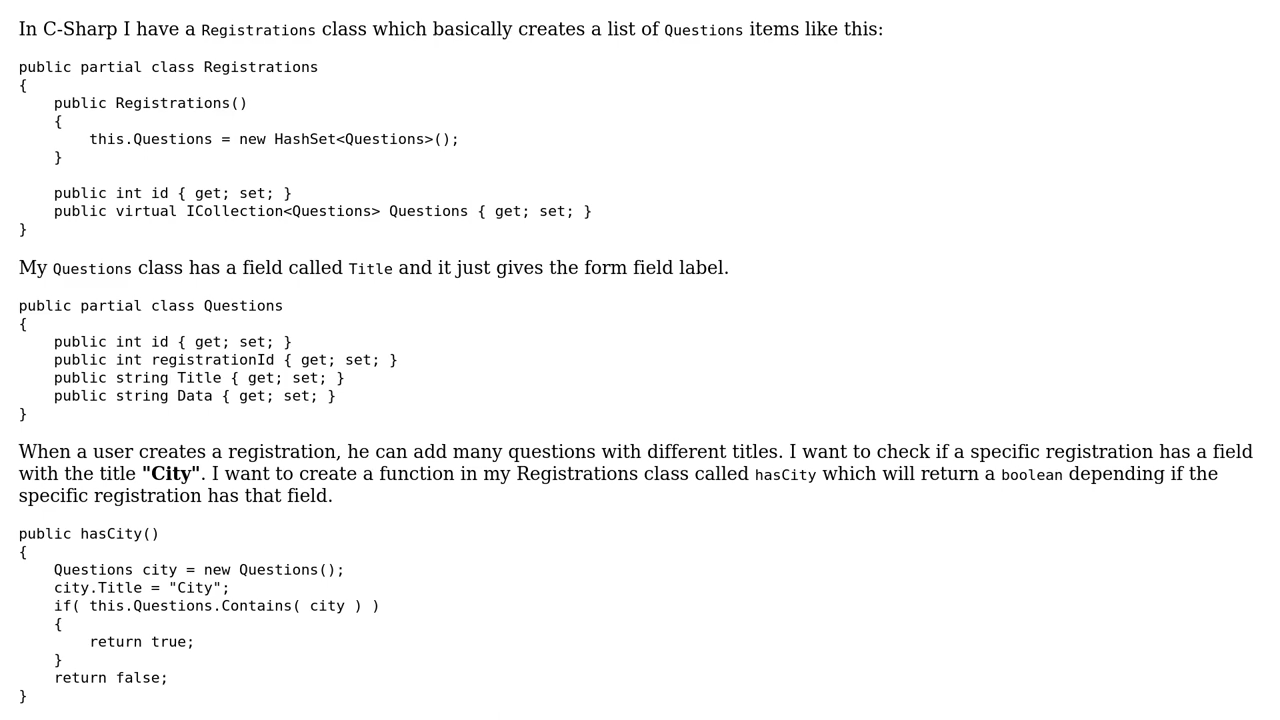 In C-Sharp I have a Registrations class which basically creates a list of Questions items like this:
public partial class Registrations
{
    public Registrations()
    {
        this.Questions = new HashSet<Questions>();
    }

    public int id { get; set; }
    public virtual ICollection<Questions> Questions { get; set; }
}
My Questions class has a field called Title and it just gives the form field label.
public partial class Questions
{
    public int id { get; set; }
    public int registrationId { get; set; }
    public string Title { get; set; }
    public string Data { get; set; }
}
When a user creates a registration, he can add many questions with different titles. I want to check if a specific registration has a field
with the title "City". I want to create a function in my Registrations class called hasCity which will return a boolean depending if the
specific registration has that field.
public hasCity()
{
    Questions city = new Questions();
    city.Title = "City";
    if( this.Questions.Contains( city ) )
    {
        return true;
    }
    return false;
}